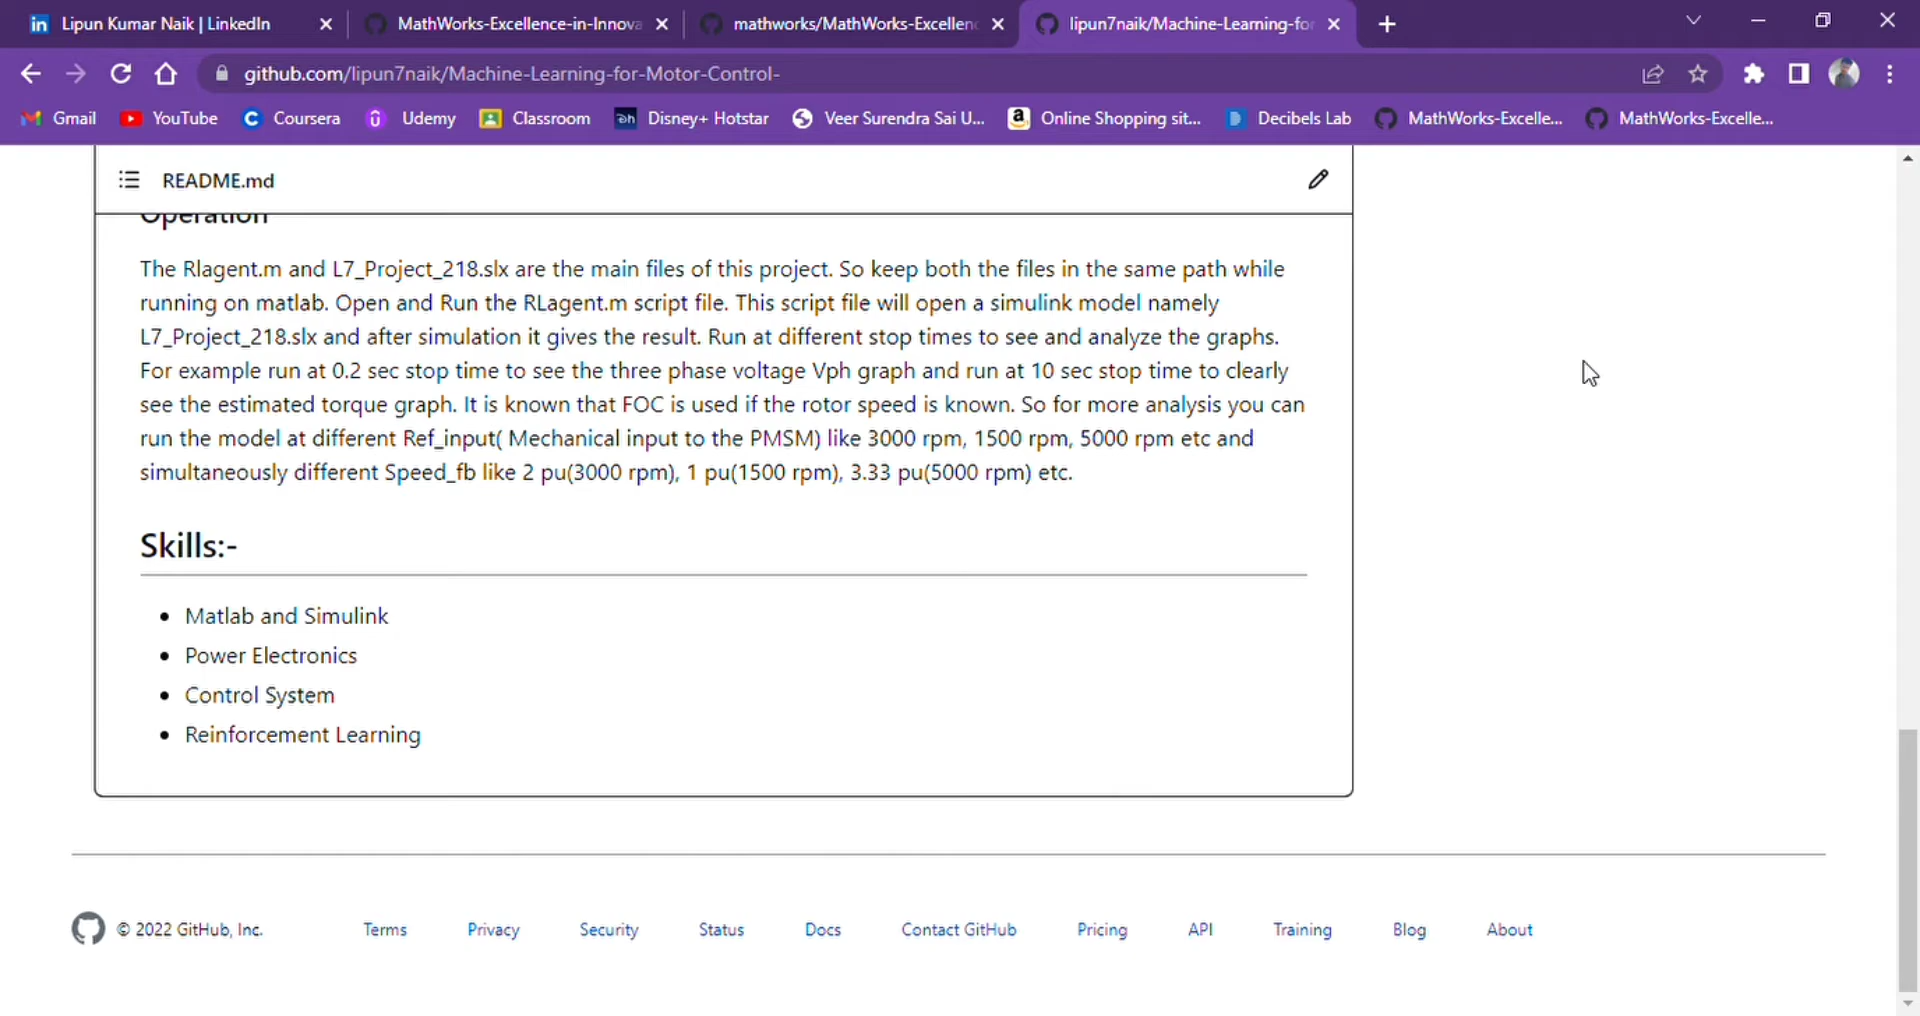 Lipun Kumar Naik | LinkedIn
MathWorks-Excellence-in-Innova
mathworks/MathWorks-Excellenc
lipun7naik/Machine-Learning-for
github.com/lipun7naik/Machine-Learning-for-Motor-Control-
Gmail
YouTube
Coursera
Udemy
Classroom
Disney+ Hotstar
Veer Surendra Sai U...
Online Shopping sit...
Decibels Lab
MathWorks-Excelle...
MathWorks-Excelle...
README.md
Operation
The Rlagent.m and L7_Project_218.slx are the main files of this project. So keep both the files in the same path while
running on matlab. Open and Run the RLagent.m script file. This script file will open a simulink model namely
L7_Project_218.slx and after simulation it gives the result. Run at different stop times to see and analyze the graphs.
For example run at 0.2 sec stop time to see the three phase voltage Vph graph and run at 10 sec stop time to clearly
see the estimated torque graph. It is known that FOC is used if the rotor speed is known. So for more analysis you can
run the model at different Ref_input( Mechanical input to the PMSM) like 3000 rpm, 1500 rpm, 5000 rpm etc and
simultaneously different Speed_fb like 2 pu(3000 rpm), 1 pu(1500 rpm), 3.33 pu(5000 rpm) etc.
Skills:-
Matlab and Simulink
Power Electronics
Control System
Reinforcement Learning
© 2022 GitHub, Inc.
Terms
Privacy
Security
Status
Docs
Contact GitHub
Pricing
API
Training
Blog
About